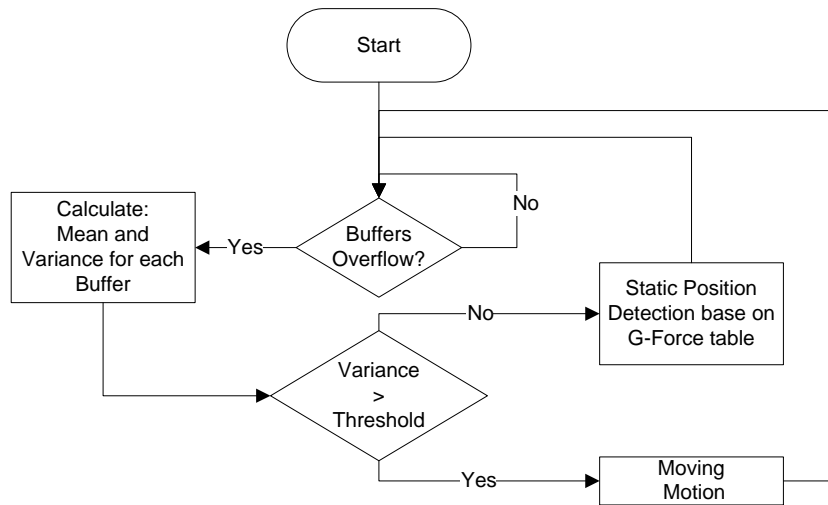 Start
No
Buffers
Overflow?
Yes
Calculate:
Mean and
Variance for each
Buffer
Static Position
Detection base on
G-Force table
No
Variance
>
Threshold
Yes
Moving
Motion